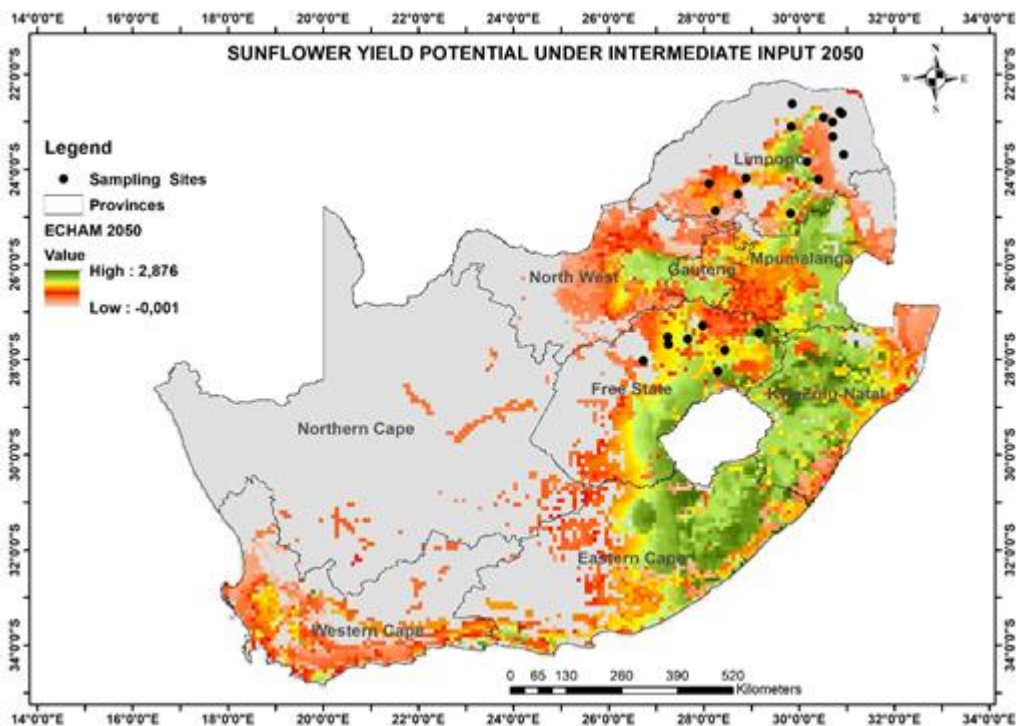 14°0'0"E 16°0'0"E 18°0'0"E 20°0'0"E 22°0'0"E 24°0'0"E 26°0'0"E 28°0'0"E 30°0'0"E 32°0'0"E 34°0'0"E
SUNFLOWER YIELD POTENTIAL UNDER INTERMEDIATE INPUT 2050
N
W E
S
22°0'0"S 22°0'0"S
Legend
Sampling Sites
Provinces
ECHAM 2050
Value
High : 2,876
Low : -0,001
24°0'0"S 24°0'0"S
Limpopo
Mpumalanga
Gauteng
North West
26°0'0"S 26°0'0"S
28°0'0"S 28°0'0"S
Free State
KwaZulu-Natal
Northern Cape
30°0'0"S 30°0'0"S
32°0'0"S 32°0'0"S
Eastern Cape
Western Cape
34°0'0"S 34°0'0"S
0 65 130 260 390 520
Kilometers
14°0'0"E 16°0'0"E 18°0'0"E 20°0'0"E 22°0'0"E 24°0'0"E 26°0'0"E 28°0'0"E 30°0'0"E 32°0'0"E 34°0'0"E